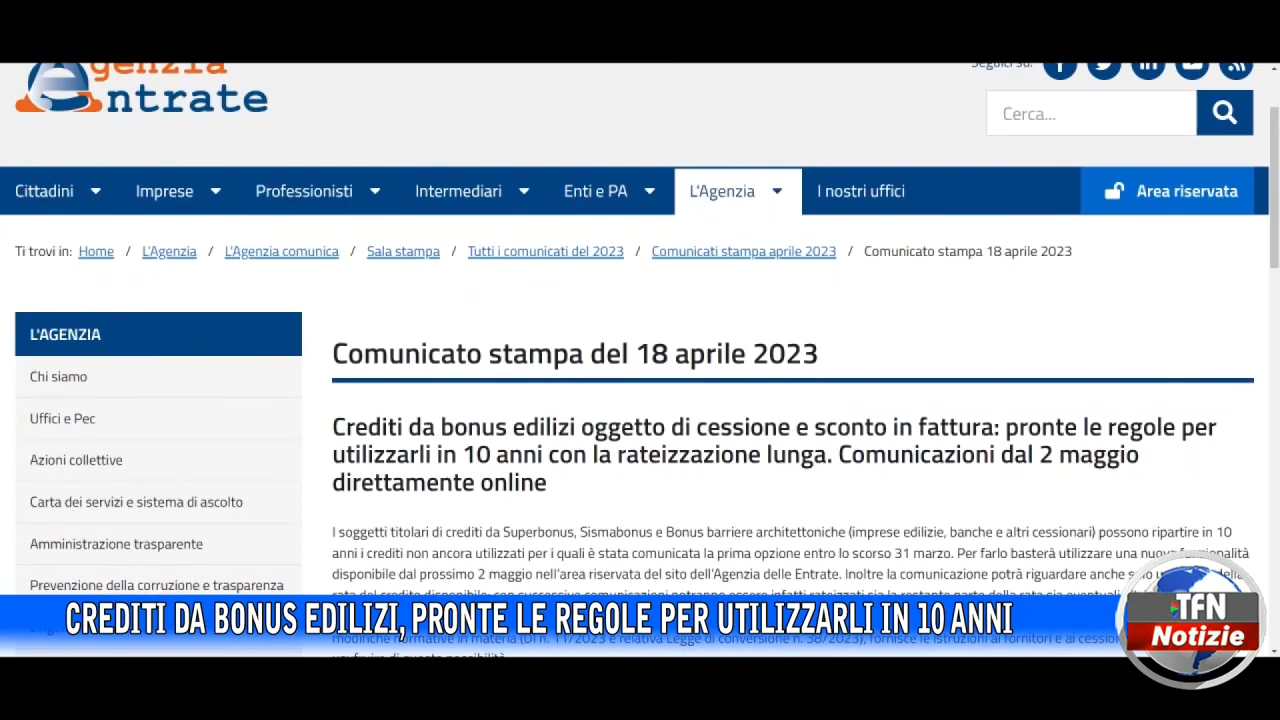 genzia
ntrate
Seguici su:
Cerca...
Cittadini
Imprese
Professionisti
Intermediari
Enti e PA
L'Agenzia
I nostri uffici
Area riservata
Ti trovi in: Home / L'Agenzia / L'Agenzia comunica / Sala stampa / Tutti i comunicati del 2023 / Comunicati stampa aprile 2023 / Comunicato stampa 18 aprile 2023
L'AGENZIA
Chi siamo
Uffici e Pec
Azioni collettive
Carta dei servizi e sistema di ascolto
Amministrazione trasparente
Prevenzione della corruzione e trasparenza
Comunicato stampa del 18 aprile 2023
Crediti da bonus edilizi oggetto di cessione e sconto in fattura: pronte le regole per
utilizzarli in 10 anni con la rateizzazione lunga. Comunicazioni dal 2 maggio
direttamente online
I soggetti titolari di crediti da Superbonus, Sismabonus e Bonus barriere architettoniche (imprese edilizie, banche e altri cessionari) possono ripartire in 10
anni i crediti non ancora utilizzati per i quali è stata comunicata la prima opzione entro lo scorso 31 marzo. Per farlo basterà utilizzare una nuova funzionalità
disponibile dal prossimo 2 maggio nell'area riservata del sito dell'Agenzia delle Entrate. Inoltre la comunicazione potrà riguardare anche della
CREDITI DA BONUS EDILIZI, PRONTE LE REGOLE PER UTILIZZARLI IN 10 ANNI
TFN
Notizie